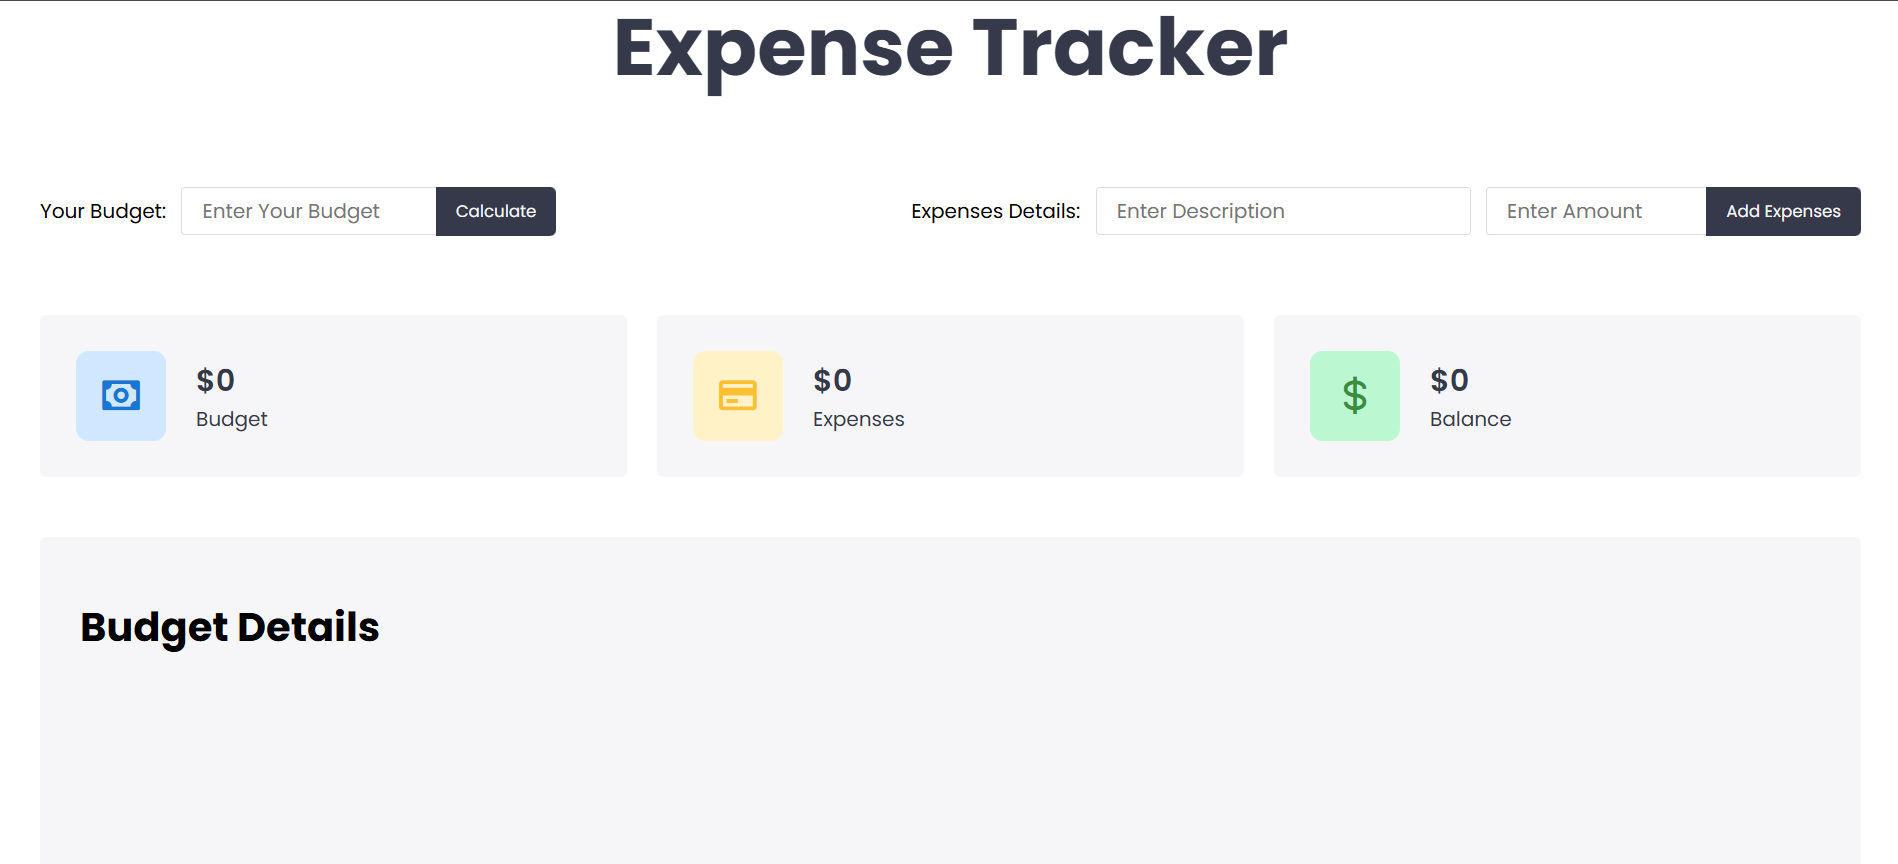 Expense Tracker
Your Budget: Enter Your Budget Calculate Expenses Details: Enter Description Enter Amount Add Expenses
$0
Budget
$0
Expenses
$0
Balance
Budget Details